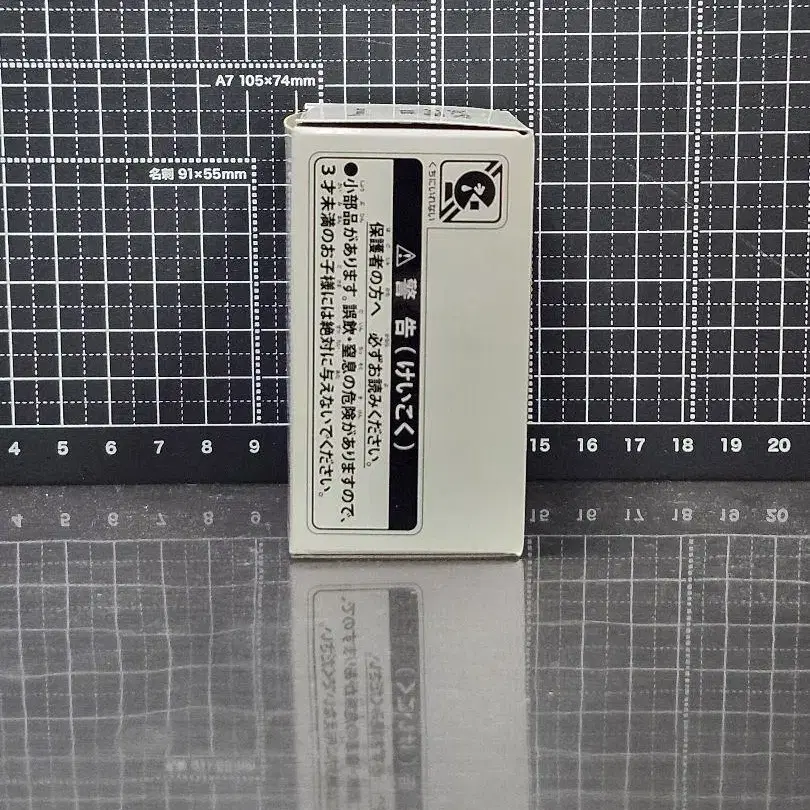 A7 105×74mm
名刺 91×55mm
くちにいれない
⚠ 警告(けいこく)
保護者の方へ 必ずお読みください。
●小部品があります。誤飲・窒息の危険がありますので、
3才未満のお子様には絶対に与えないでください。
4 5 6 7 8 9 15 16 17 18 19 20